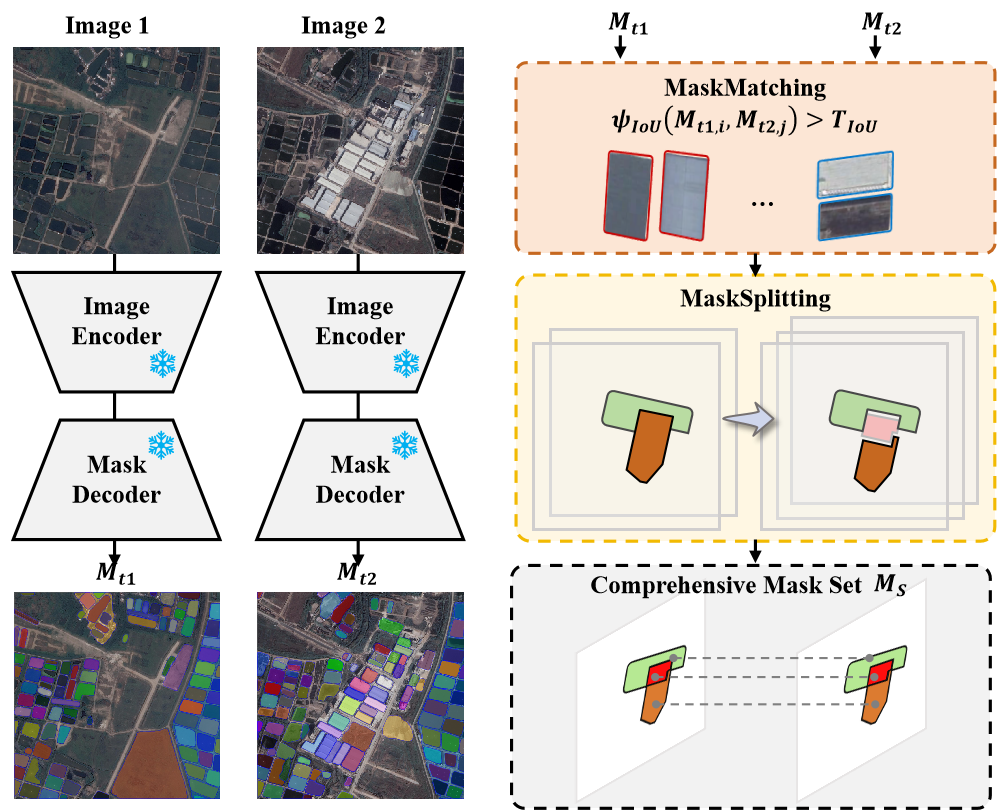 Image 1
Image 2
Image
Encoder
Image
Encoder
Mask
Decoder
Mask
Decoder
M_{t1}
M_{t2}
M_{t1}
M_{t2}
MaskMatching
ψ_{IoU}(M_{t1,i}, M_{t2,j}) > T_{IoU}
...
MaskSplitting
Comprehensive Mask Set M_S